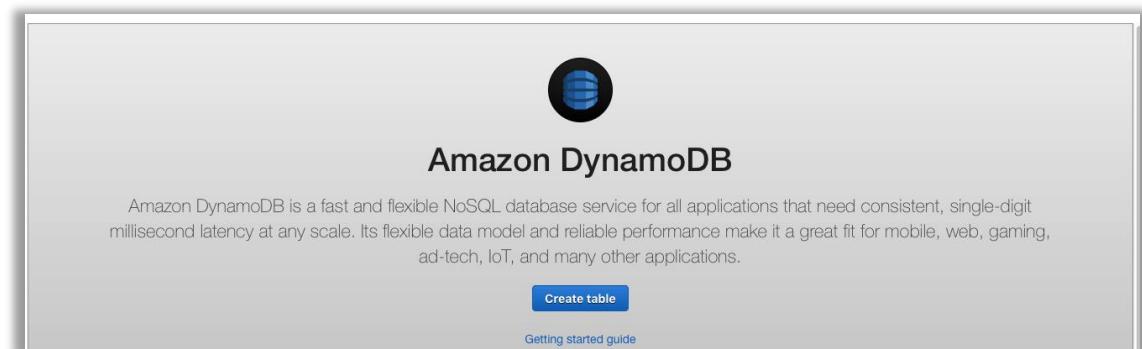 Amazon DynamoDB
Amazon DynamoDB is a fast and flexible NoSQL database service for all applications that need consistent, single-digit
millisecond latency at any scale. Its flexible data model and reliable performance make it a great fit for mobile, web, gaming,
ad-tech, IoT, and many other applications.
Create table
Getting started guide